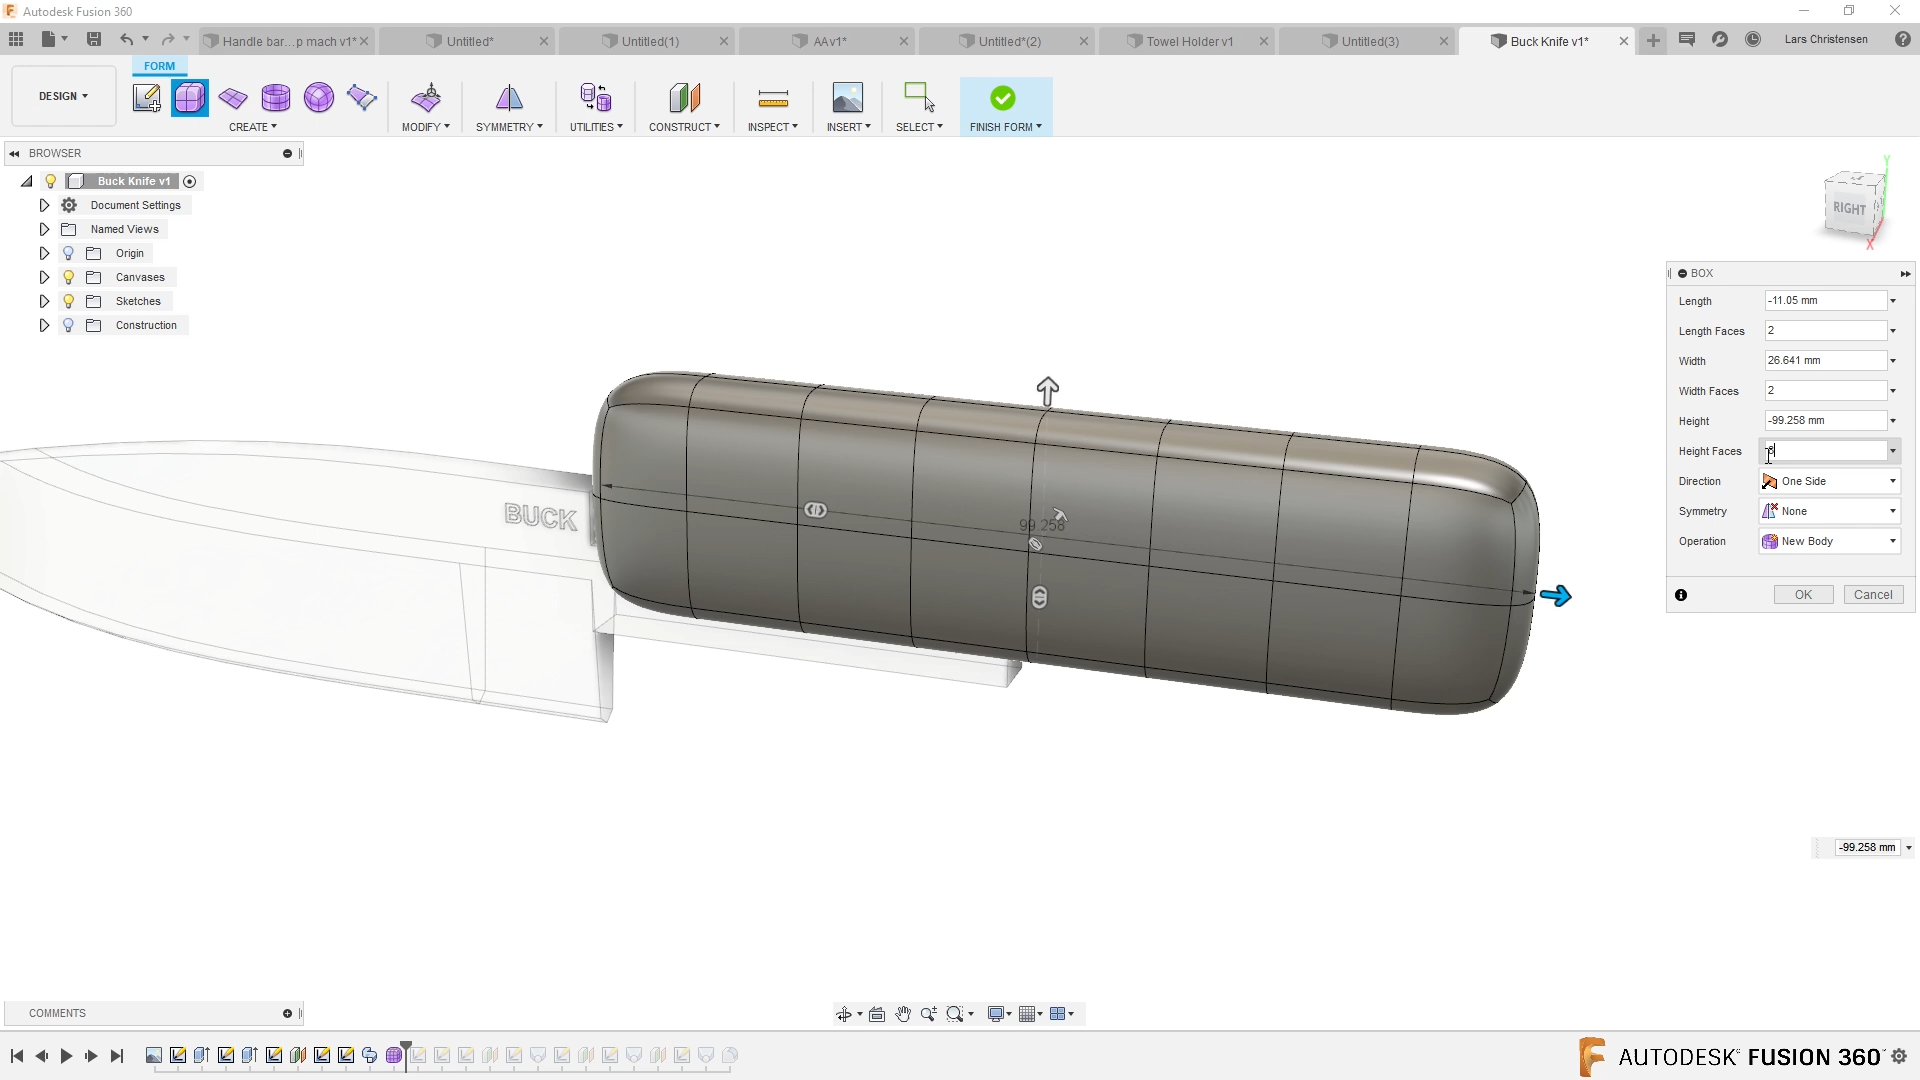 Autodesk Fusion 360
Handle bar...p mach v1*
Untitled*
Untitled(1)
AAv1*
Untitled*(2)
Towel Holder v1
Untitled(3)
Buck Knife v1*
Lars Christensen
DESIGN
FORM
CREATE
MODIFY
SYMMETRY
UTILITIES
CONSTRUCT
INSPECT
INSERT
SELECT
FINISH FORM
BROWSER
Buck Knife v1
Document Settings
Named Views
Origin
Canvases
Sketches
Construction
Y
RIGHT
X
BOX
Length -11.05 mm
Length Faces 2
Width 26.641 mm
Width Faces 2
Height -99.258 mm
Height Faces 8
Direction One Side
Symmetry None
Operation New Body
OK Cancel
BUCK
99.258
-99.258 mm
COMMENTS
AUTODESK® FUSION 360™